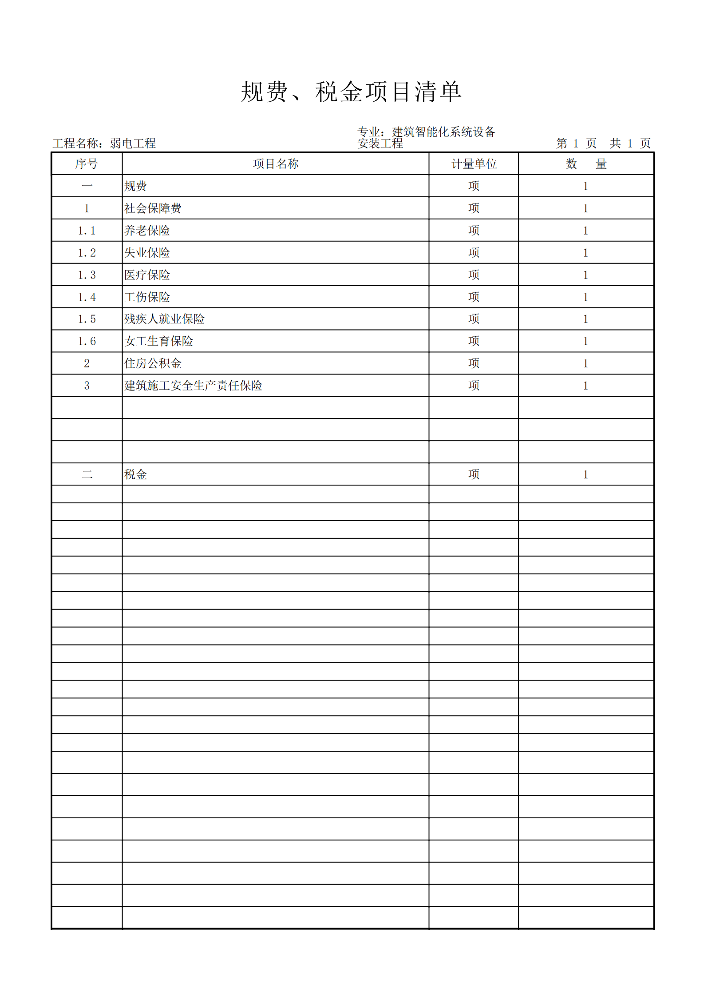 规费、税金项目清单
专业：建筑智能化系统设备
工程名称：弱电工程 安装工程 第 1 页 共 1 页
序号 项目名称 计量单位 数 量
一 规费 项 1
1 社会保障费 项 1
1.1 养老保险 项 1
1.2 失业保险 项 1
1.3 医疗保险 项 1
1.4 工伤保险 项 1
1.5 残疾人就业保险 项 1
1.6 女工生育保险 项 1
2 住房公积金 项 1
3 建筑施工安全生产责任保险 项 1
二 税金 项 1